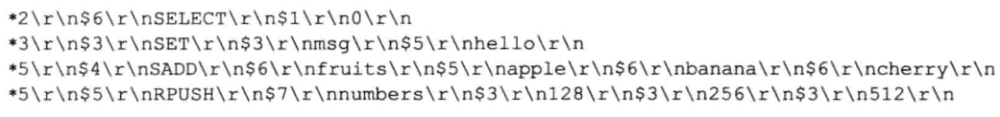 *2\r\n$6\r\nSELECT\r\n$1\r\n0\r\n
*3\r\n$3\r\nSET\r\n$3\r\nmsg\r\n$5\r\nhello\r\n
*5\r\n$4\r\nSADD\r\n$6\r\nfruits\r\n$5\r\napple\r\n$6\r\nbanana\r\n$6\r\ncherry\r\n
*5\r\n$5\r\nRPUSH\r\n$7\r\nnumbers\r\n$3\r\n128\r\n$3\r\n256\r\n$3\r\n512\r\n